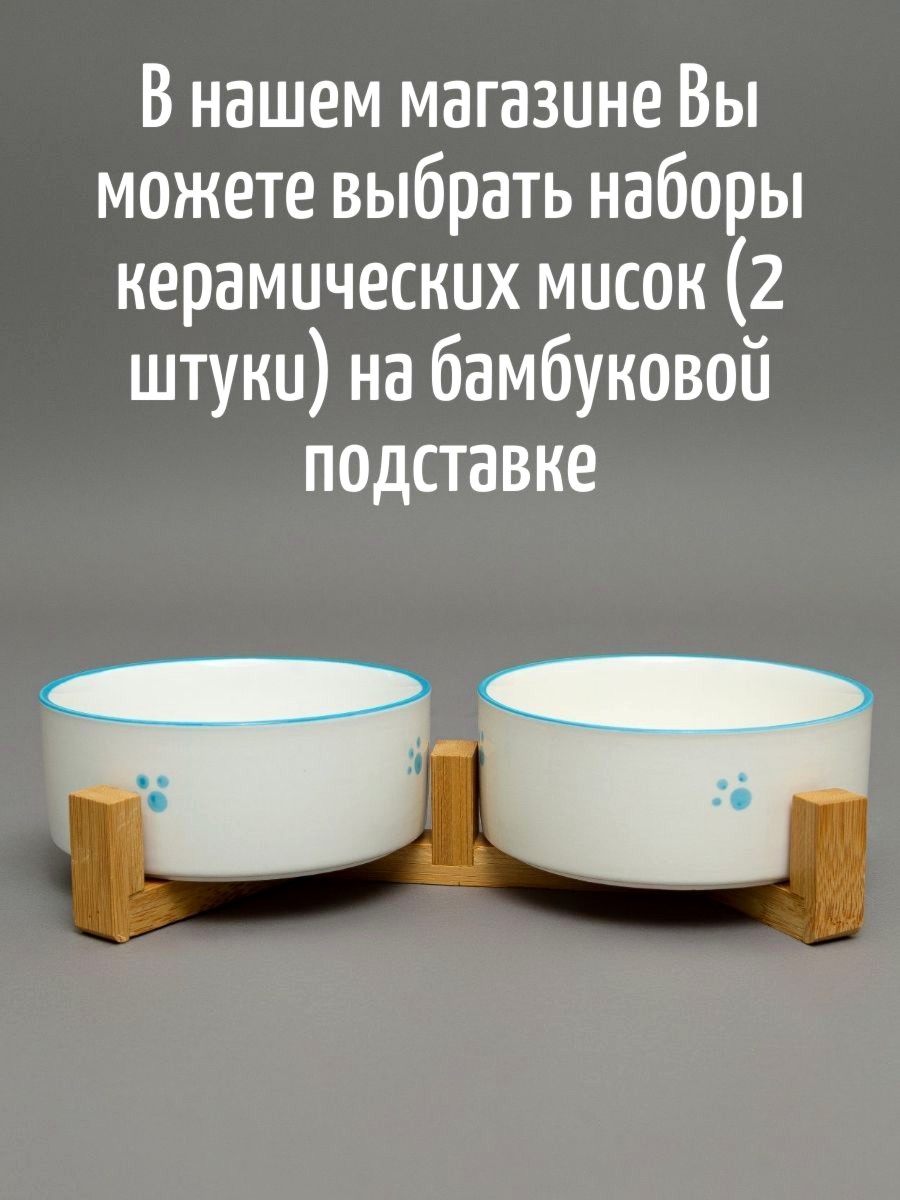 В нашем магазине Вы
можете выбрать наборы
керамических мисок (2
штуки) на бамбуковой
подставке